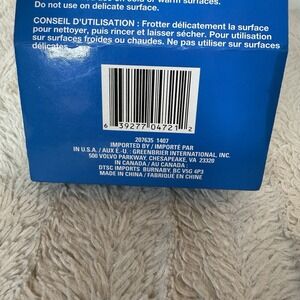 Do not use on delicate surface.
CONSEIL D'UTILISATION : Frotter délicatement la surface
pour nettoyer, puis rincer et laisser sécher. Pour utilisation
sur surfaces froides ou chaudes. Ne pas utiliser sur surfaces
délicates.
6 39277 04721 2
207635 1407
IMPORTED BY / IMPORTÉ PAR
IN U.S.A. / AUX É.-U. : GREENBRIER INTERNATIONAL, INC.
500 VOLVO PARKWAY, CHESAPEAKE, VA 23320
IN CANADA / AU CANADA :
DTSC IMPORTS BURNABY, BC V5G 4P3
MADE IN CHINA / FABRIQUÉ EN CHINE